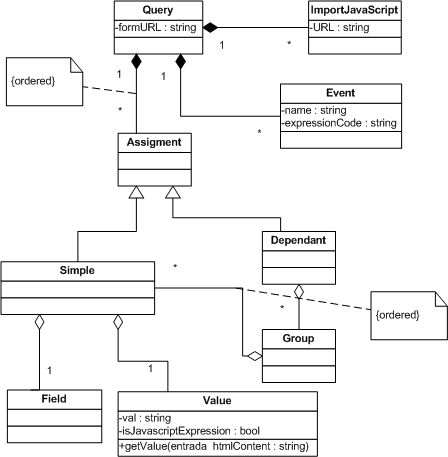 Query
-formURL : string
ImportJavaScript
-URL : string
1
*
{ordered}
1
*
1
*
Event
-name : string
-expressionCode : string
Assigment
Simple
*
Dependant
*
{ordered}
Group
1
1
Field
Value
-val : string
-isJavascriptExpression : bool
+getValue(entrada htmlContent : string)